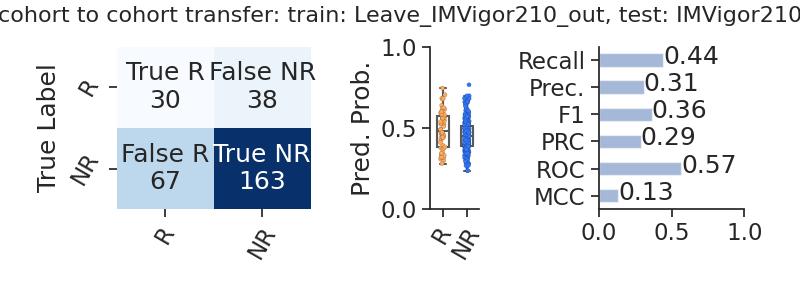 cohort to cohort transfer: train: Leave_IMVigor210_out, test: IMVigor210
True Label
R
NR
True R
30
False NR
38
False R
67
True NR
163
R
NR
Pred. Prob.
1.0
0.5
0.0
R
NR
Recall
0.44
Prec.
0.31
F1
0.36
PRC
0.29
ROC
0.57
MCC
0.13
0.0
0.5
1.0